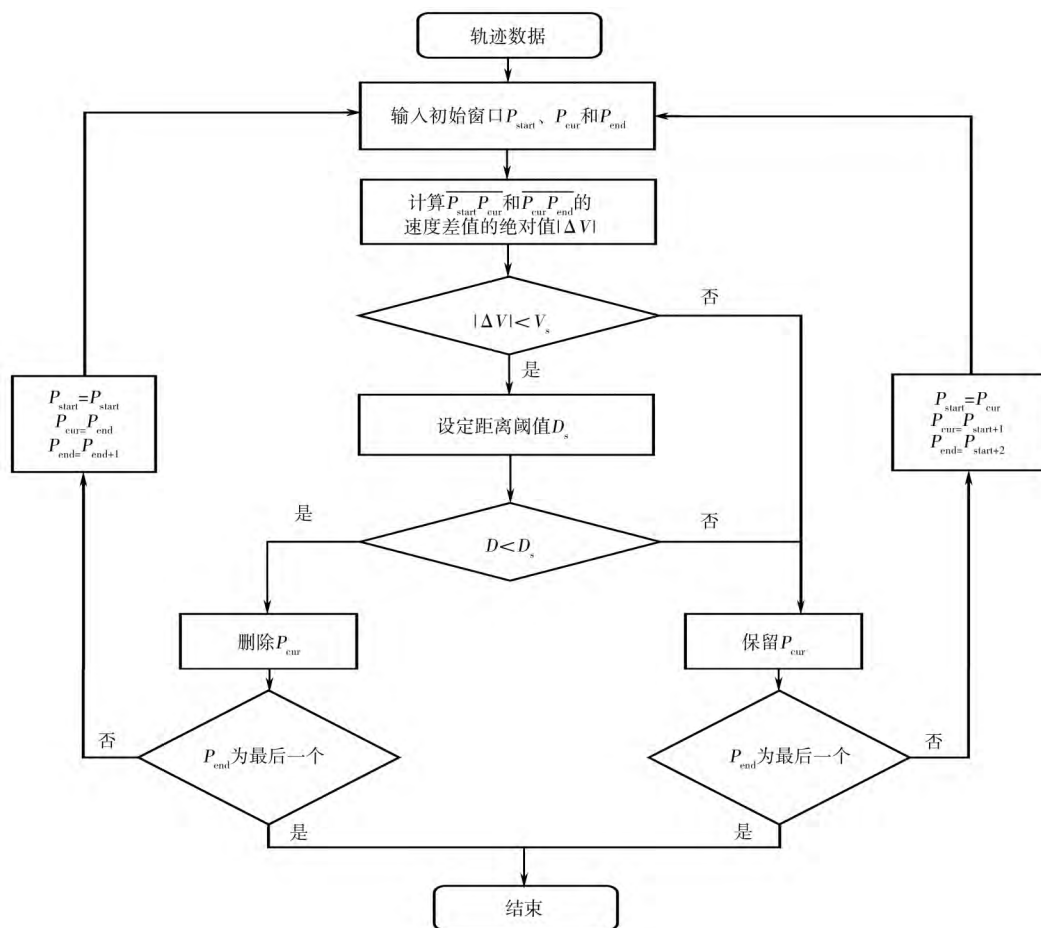 轨迹数据
输入初始窗口P_start、P_cur和P_end
计算P_startP_cur和P_curP_end的
速度差值的绝对值|ΔV|
|ΔV|<V_s
否
是
P_start=P_start
P_cur=P_end
P_end=P_end+1
设定距离阈值D_s
P_start=P_cur
P_cur=P_start+1
P_end=P_start+2
是
D<D_s
否
删除P_cur
保留P_cur
否
P_end为最后一个
P_end为最后一个
否
是
是
结束